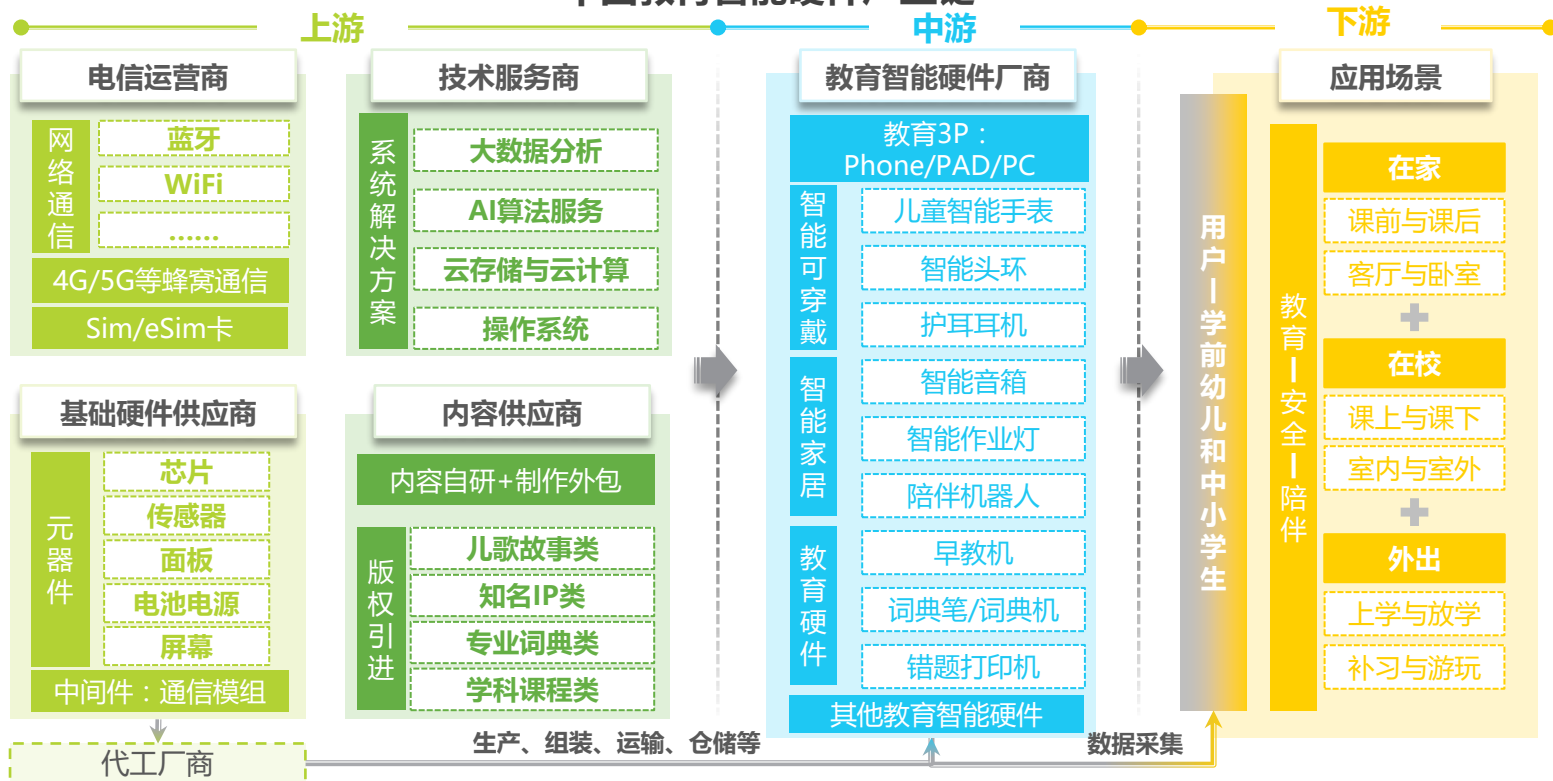 中国教育智能硬件产业链
上游
中游
下游
电信运营商
网络通信
蓝牙
WiFi
......
4G/5G等蜂窝通信
Sim/eSim卡
技术服务商
系统解决方案
大数据分析
AI算法服务
云存储与云计算
操作系统
基础硬件供应商
元器件
芯片
传感器
面板
电池电源
屏幕
中间件：通信模组
代工厂商
内容供应商
内容自研+制作外包
版权引进
儿歌故事类
知名IP类
专业词典类
学科课程类
教育智能硬件厂商
教育3P：
Phone/PAD/PC
智能可穿戴
儿童智能手表
智能头环
护耳耳机
智能家居
智能音箱
智能作业灯
陪伴机器人
教育硬件
早教机
词典笔/词典机
错题打印机
其他教育智能硬件
生产、组装、运输、仓储等
数据采集
用户—学前幼儿和中小学生
应用场景
教育—安全—陪伴
在家
课前与课后
客厅与卧室
在校
课上与课下
室内与室外
外出
上学与放学
补习与游玩